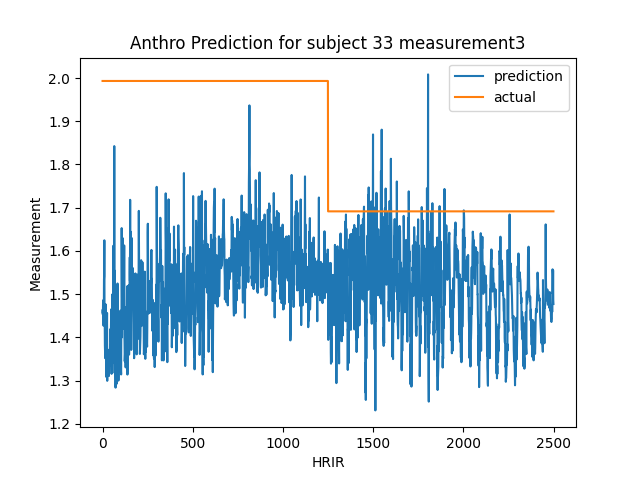 Anthro Prediction for subject 33 measurement3
prediction
actual
2.0
1.9
1.8
1.7
1.6
1.5
1.4
1.3
1.2
Measurement
0 500 1000 1500 2000 2500
HRIR